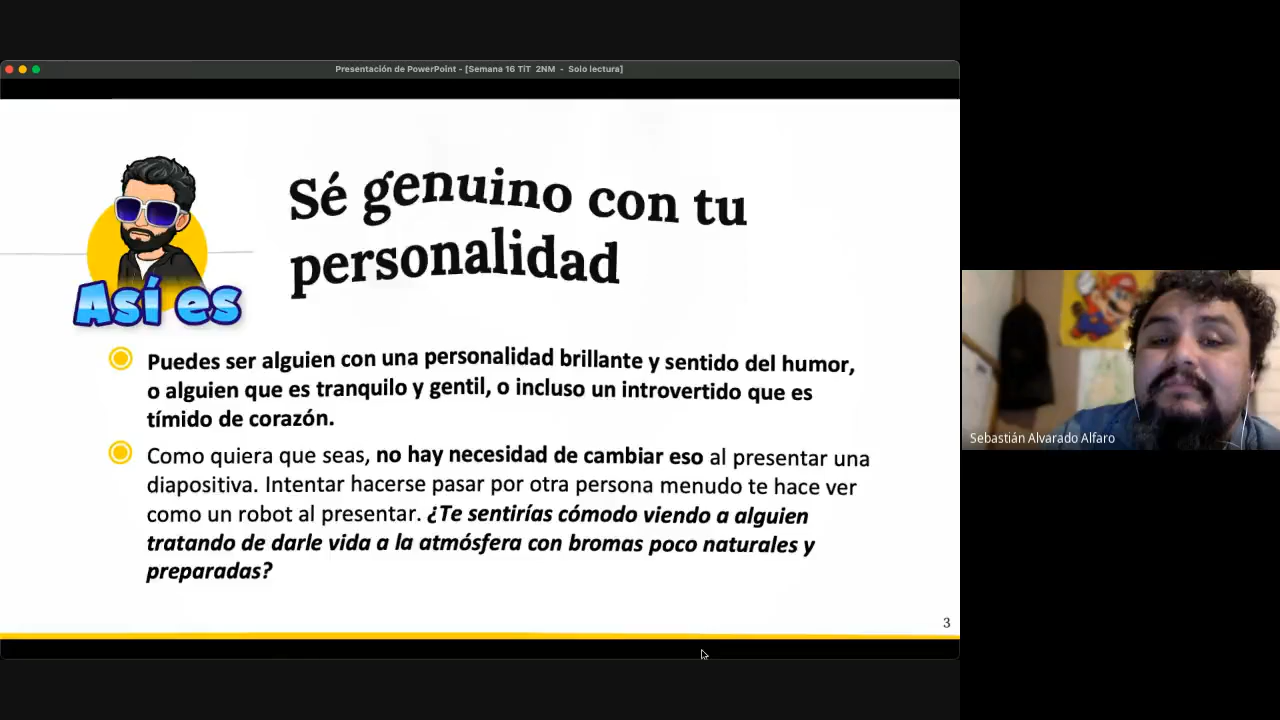 Presentación de PowerPoint - [Semana 16 TiT 2NM - Solo lectura]
Sé genuino con tu
personalidad
Así es
Puedes ser alguien con una personalidad brillante y sentido del humor,
o alguien que es tranquilo y gentil, o incluso un introvertido que es
tímido de corazón.
Como quiera que seas, no hay necesidad de cambiar eso al presentar una
diapositiva. Intentar hacerse pasar por otra persona menudo te hace ver
como un robot al presentar. ¿Te sentirías cómodo viendo a alguien
tratando de darle vida a la atmósfera con bromas poco naturales y
preparadas?
3
Sebastián Alvarado Alfaro